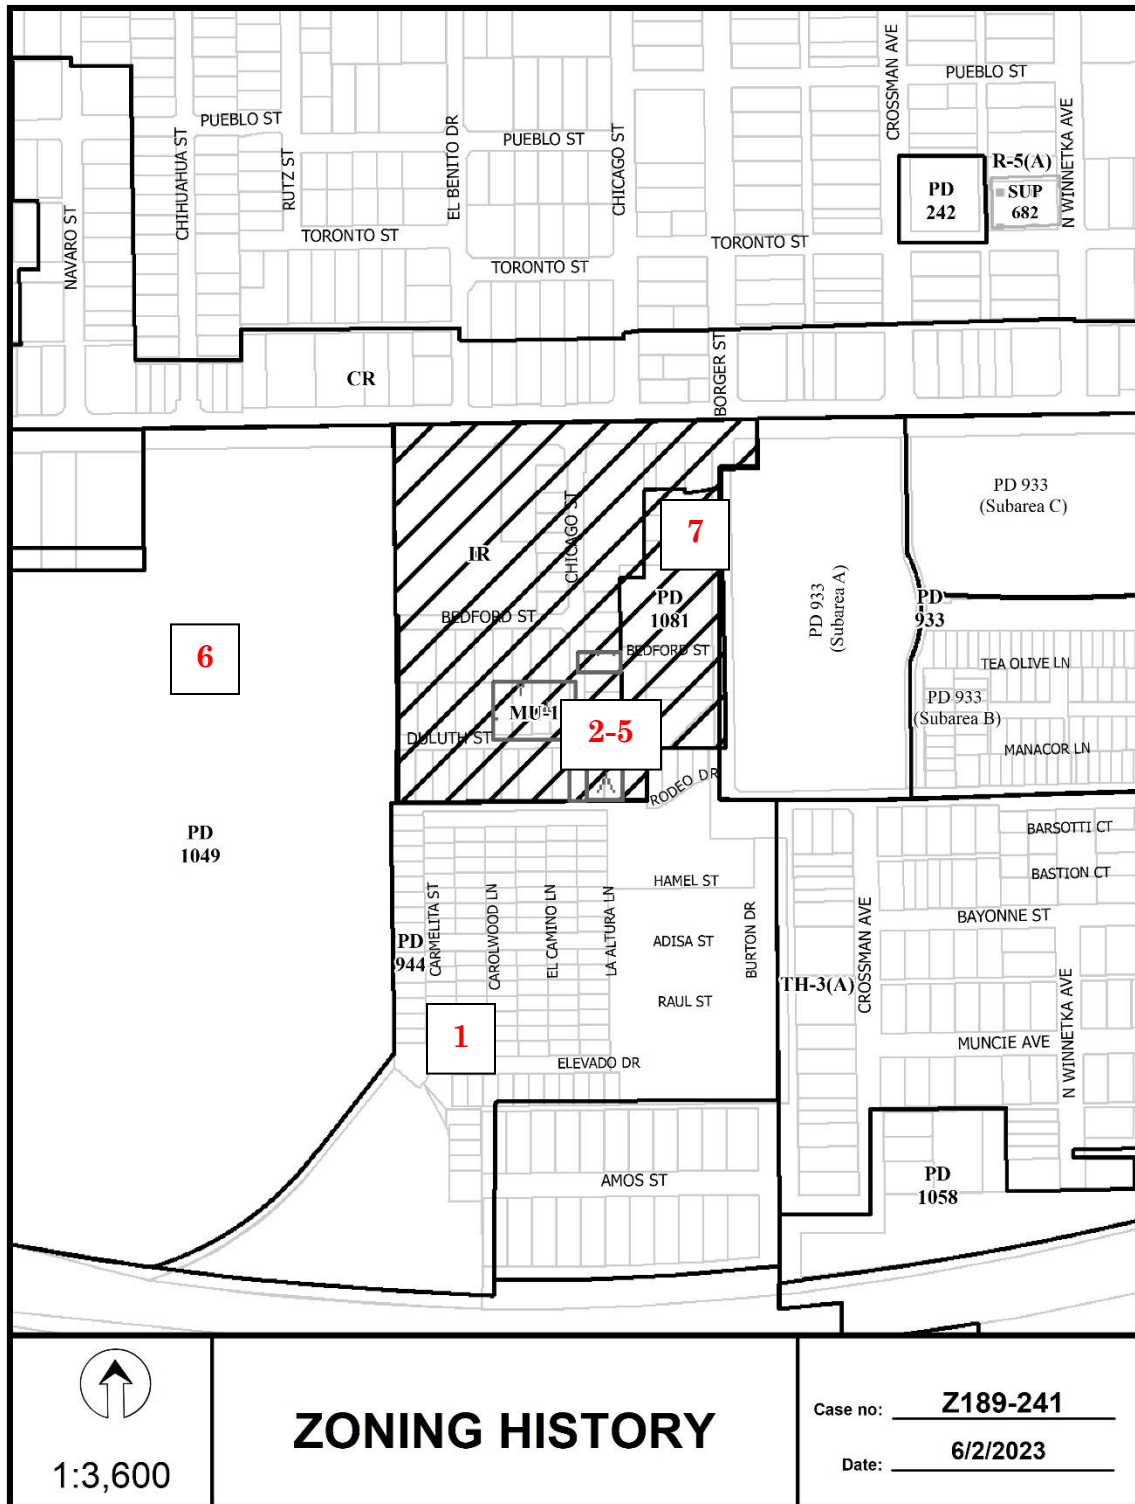 CROSSMAN AVE
PUEBLO ST
PUEBLO ST
N WINNETKA AVE
CHIHUAHUA ST
EL BENITO DR
PUEBLO ST
CHICAGO ST
RUTZ ST
R-5(A)
PD
242
SUP
682
NAVARO ST
TORONTO ST
TORONTO ST
TORONTO ST
BORGER ST
CR
PD 933
(Subarea C)
CHICAGO ST
7
IR
PD 933
(Subarea A)
PD
933
PD
1081
BEDFORD ST
BEDFORD ST
6
TEA OLIVE LN
PD 933
(Subarea B)
MU-1
2-5
DULUTH ST
MANACOR LN
RODEO DR
PD
1049
BARSOTTI CT
BASTION CT
HAMEL ST
CARMELITA ST
CAROLWOOD LN
EL CAMINO LN
LA ALTURA LN
BURTON DR
CROSSMAN AVE
BAYONNE ST
PD
944
ADISA ST
TH-3(A)
N WINNETKA AVE
RAUL ST
1
MUNCIE AVE
ELEVADO DR
AMOS ST
PD
1058
1:3,600
ZONING HISTORY
Case no: Z189-241
Date: 6/2/2023